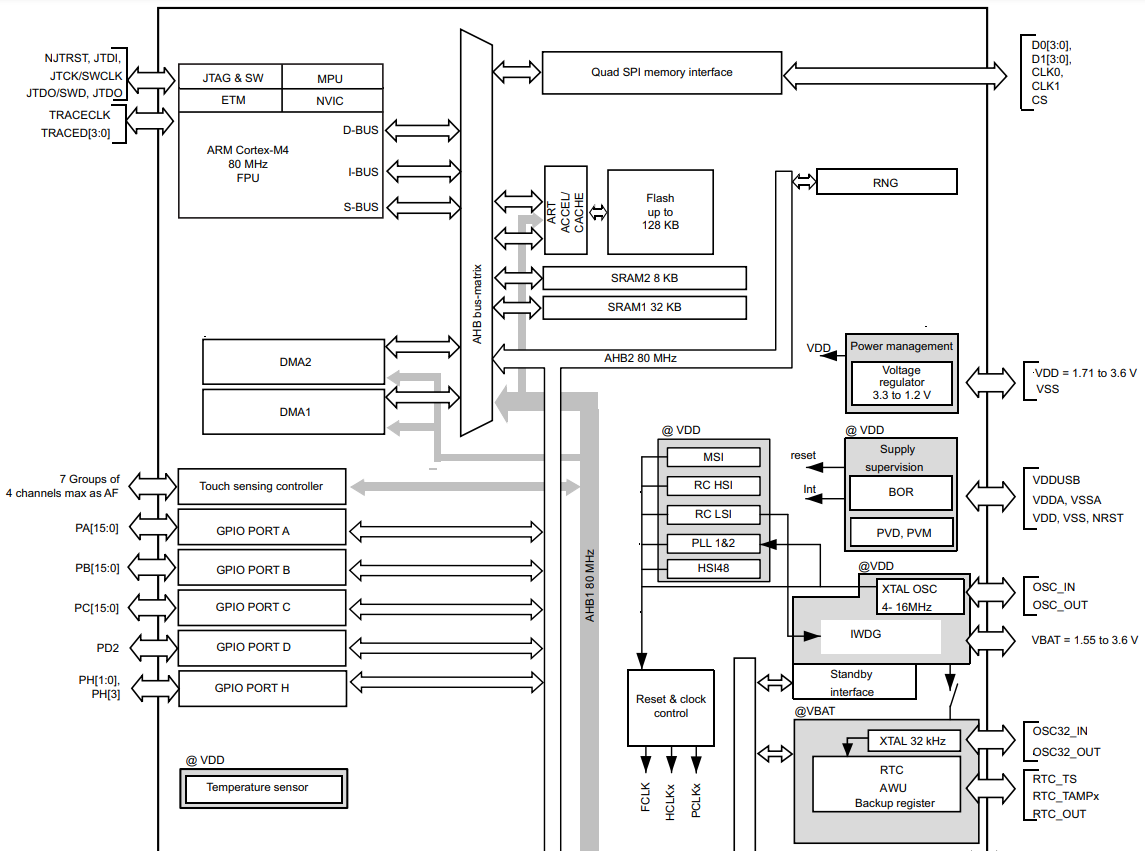 NJTRST, JTDI,
JTCK/SWCLK
JTDO/SWD, JTDO
TRACECLK
TRACED[3:0]
JTAG & SW
MPU
ETM
NVIC
ARM Cortex-M4
80 MHz
FPU
D-BUS
I-BUS
S-BUS
AHB bus-matrix
Quad SPI memory interface
D0[3:0],
D1[3:0],
CLK0,
CLK1
CS
ART
ACCEL/
CACHE
Flash
up to
128 KB
RNG
SRAM2 8 KB
SRAM1 32 KB
AHB2 80 MHz
DMA2
DMA1
VDD
Power management
Voltage
regulator
3.3 to 1.2 V
VDD = 1.71 to 3.6 V
VSS
@ VDD
MSI
RC HSI
RC LSI
PLL 1&2
HSI48
reset
Int
@ VDD
Supply
supervision
BOR
PVD, PVM
VDDUSB
VDDA, VSSA
VDD, VSS, NRST
7 Groups of
4 channels max as AF
Touch sensing controller
PA[15:0]
GPIO PORT A
PB[15:0]
GPIO PORT B
PC[15:0]
GPIO PORT C
PD2
GPIO PORT D
PH[1:0],
PH[3]
GPIO PORT H
AHB1 80 MHz
@VDD
XTAL OSC
4- 16MHz
IWDG
OSC_IN
OSC_OUT
VBAT = 1.55 to 3.6 V
Standby
interface
Reset & clock
control
FCLK
HCLKx
PCLKx
@VBAT
XTAL 32 kHz
RTC
AWU
Backup register
OSC32_IN
OSC32_OUT
RTC_TS
RTC_TAMPx
RTC_OUT
@ VDD
Temperature sensor